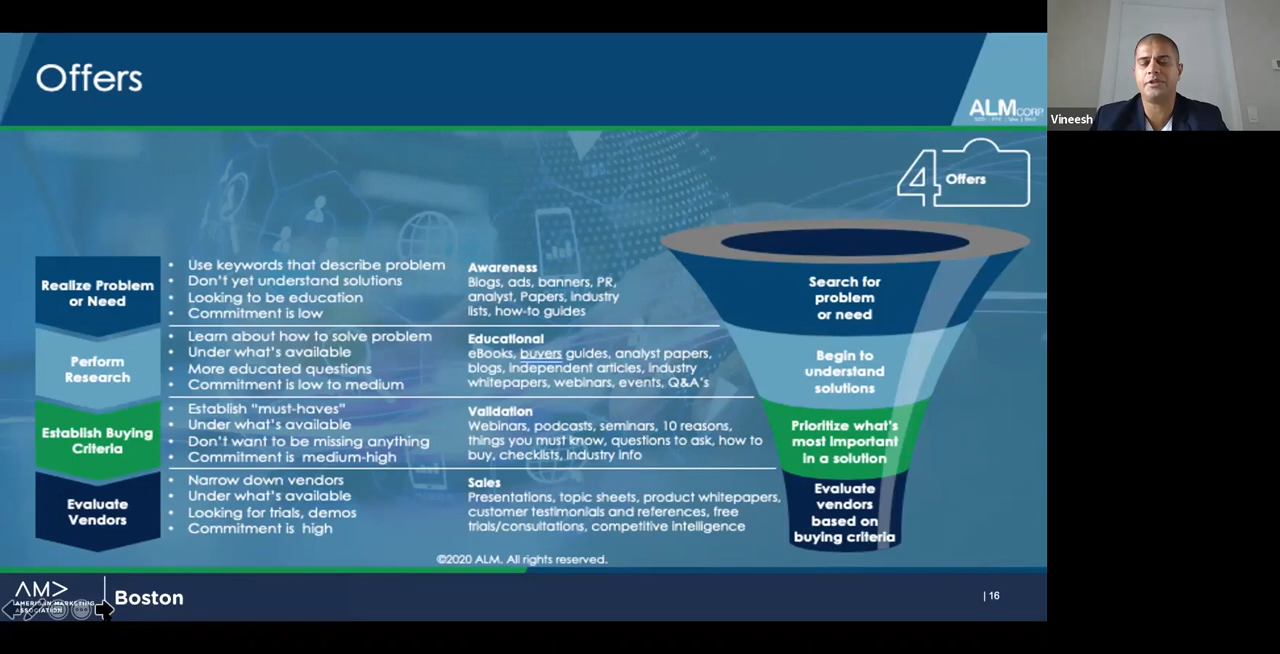 Offers
ALM CORP
Vineesh
4 Offers
Realize Problem
or Need
• Use keywords that describe problem
• Don't yet understand solutions
• Looking to be education
• Commitment is low
Awareness
Blogs, ads, banners, PR,
analyst, Papers, industry
lists, how-to guides
Search for
problem
or need
Perform
Research
• Learn about how to solve problem
• Under what's available
• More educated questions
• Commitment is low to medium
Educational
eBooks, buyers guides, analyst papers,
blogs, independent articles, industry
whitepapers, webinars, events, Q&A's
Begin to
understand
solutions
Establish Buying
Criteria
• Establish "must-haves"
• Under what's available
• Don't want to be missing anything
• Commitment is medium-high
Validation
Webinars, podcasts, seminars, 10 reasons,
things you must know, questions to ask, how to
buy, checklists, industry info
Prioritize what's
most important
in a solution
Evaluate
Vendors
• Narrow down vendors
• Under what's available
• Looking for trials, demos
• Commitment is high
Sales
Presentations, topic sheets, product whitepapers,
customer testimonials and references, free
trials/consultations, competitive intelligence
Evaluate
vendors
based on
buying criteria
©2020 ALM. All rights reserved.
AMERICAN MARKETING
ASSOCIATION
Boston
| 16